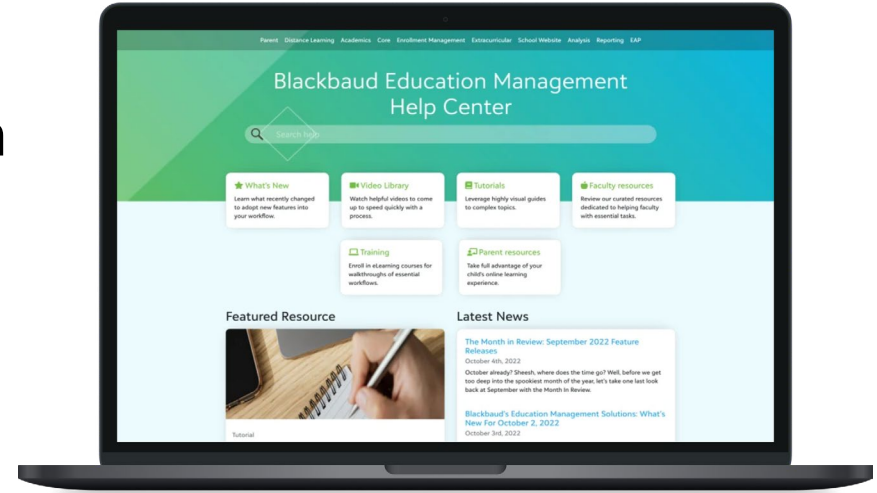 Parent Distance Learning Academics Core Enrollment Management Extracurricular School Website Analysis Reporting EAP
Blackbaud Education Management
Help Center
Search help
What's New
Learn what recently changed
to adopt new features into
your workflow.
Video Library
Watch helpful videos to come
up to speed quickly with a
process.
Tutorials
Leverage highly visual guides
to complex topics.
Faculty resources
Review our curated resources
dedicated to helping faculty
with essential tasks.
Training
Enroll in eLearning courses for
walkthroughs of essential
workflows.
Parent resources
Take full advantage of your
child's online learning
experience.
Featured Resource
Tutorial
Latest News
The Month in Review: September 2022 Feature
Releases
October 4th, 2022
October already? Sheesh, where does the time go? Well, before we get
too deep into the spookiest month of the year, let's take one last look
back at September with the Month In Review.
Blackbaud's Education Management Solutions: What's
New For October 2, 2022
October 3rd, 2022